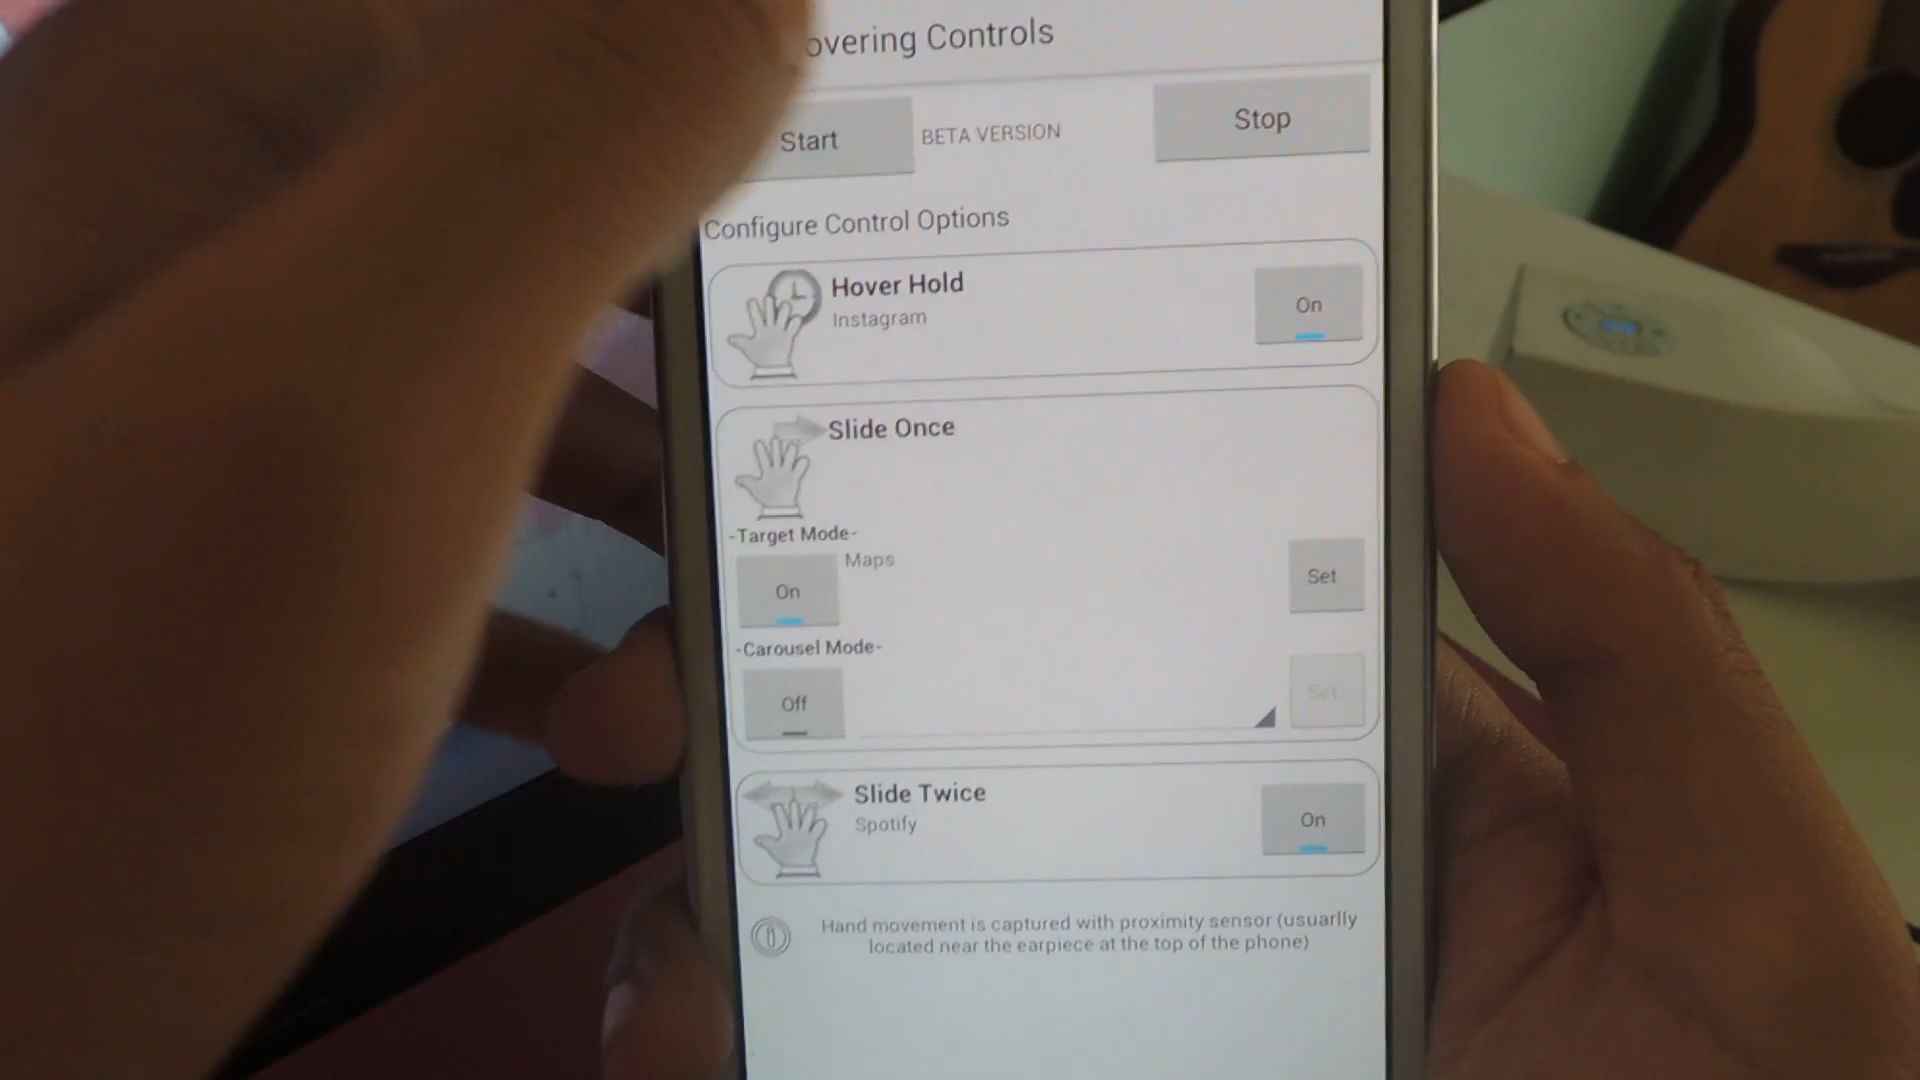 overing Controls
Start
BETA VERSION
Stop
Configure Control Options
Hover Hold
Instagram
On
Slide Once
-Target Mode-
Maps
On
Set
-Carousel Mode-
Off
Set
Slide Twice
Spotify
On
Hand movement is captured with proximity sensor (usuarlly
located near the earpiece at the top of the phone)